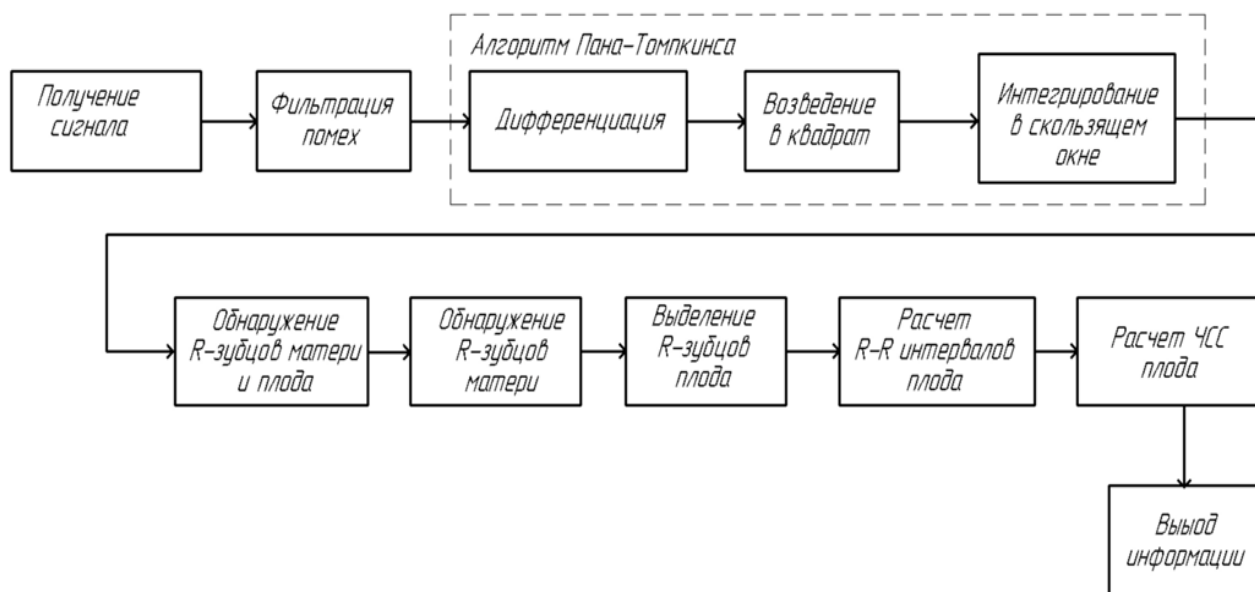 Алгоритм Пана-Томпкинса
Получение
сигнала
Фильтрация
помех
Дифференциация
Возведение
в квадрат
Интегрирование
в скользящем
окне
Обнаружение
R-зубцов матери
и плода
Обнаружение
R-зубцов
матери
Выделение
R-зубцов
плода
Расчет
R-R интервалов
плода
Расчет ЧСС
плода
Выыод
информации